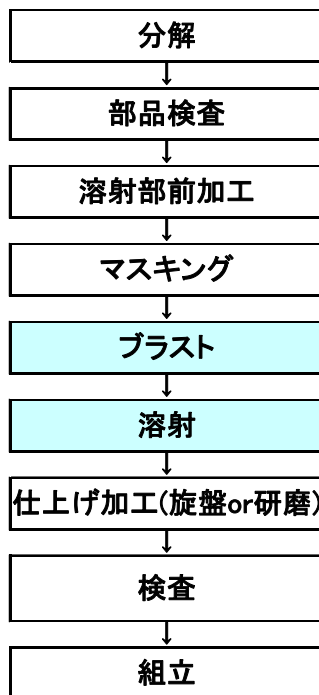 分解
部品検査
溶射部前加工
マスキング
ブラスト
溶射
仕上げ加工(旋盤or研磨)
検査
組立